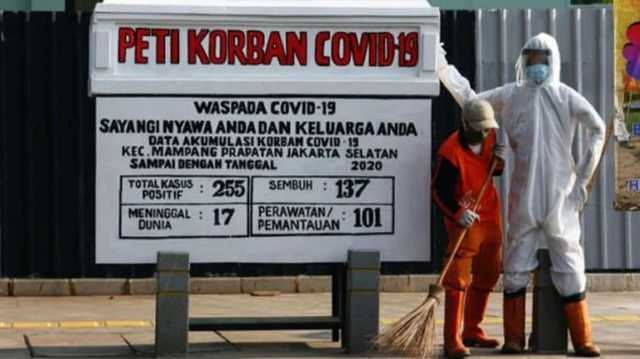 PETI KORBAN COVID-19
WASPADA COVID-19
SAYANGI NYAWA ANDA DAN KELUARGA ANDA
DATA AKUMULASI KORBAN COVID-19
KEC. MAMPANG PRAPATAN JAKARTA SELATAN
SAMPAI DENGAN TANGGAL 2020
TOTAL KASUS POSITIF : 255
SEMBUH : 137
MENINGGAL DUNIA : 17
PERAWATAN/ PEMANTAUAN : 101